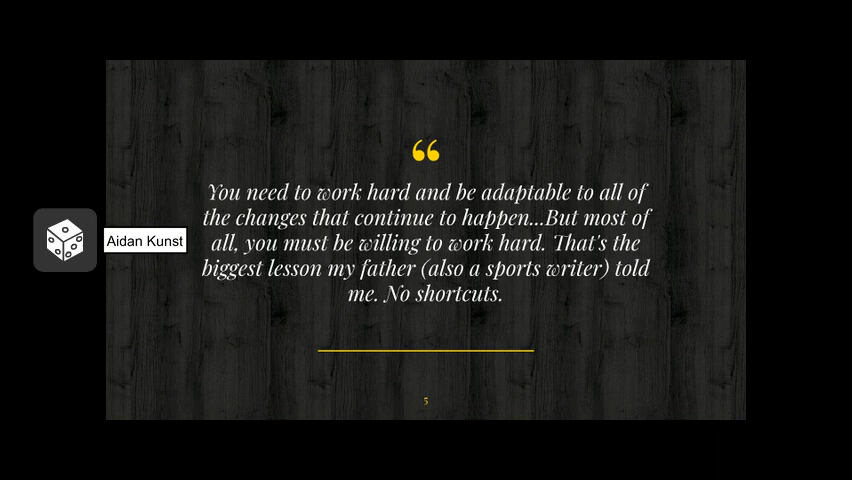 “
You need to work hard and be adaptable to all of
the changes that continue to happen...But most of
all, you must be willing to work hard. That's the
biggest lesson my father (also a sports writer) told
me. No shortcuts.
Aidan Kunst
5